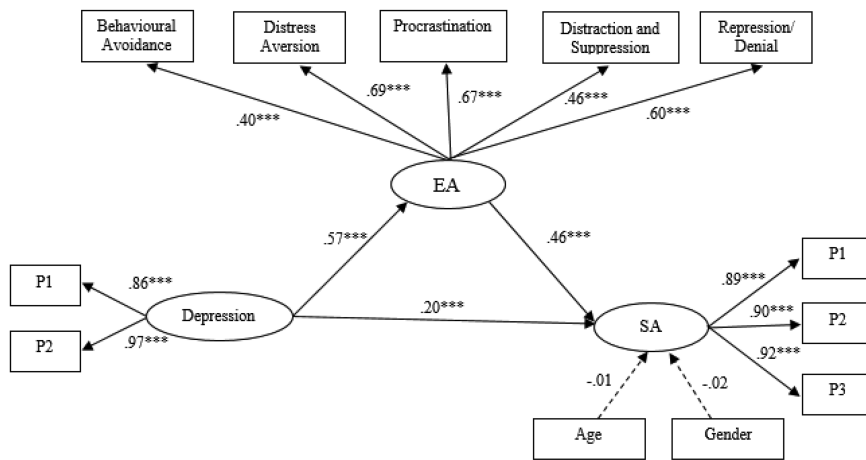 Behavioural
Avoidance
Distress
Aversion
Procrastination
Distraction and
Suppression
Repression/
Denial
.40***
.69***
.67***
.46***
.60***
EA
.57***
.46***
P1
P2
.86***
.97***
Depression
.20***
SA
.89***
.90***
.92***
P1
P2
P3
-.01
-.02
Age
Gender